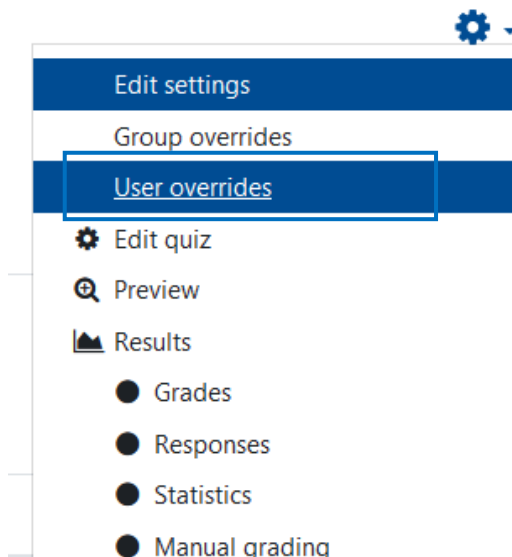 Edit settings
Group overrides
User overrides
Edit quiz
Preview
Results
Grades
Responses
Statistics
Manual grading